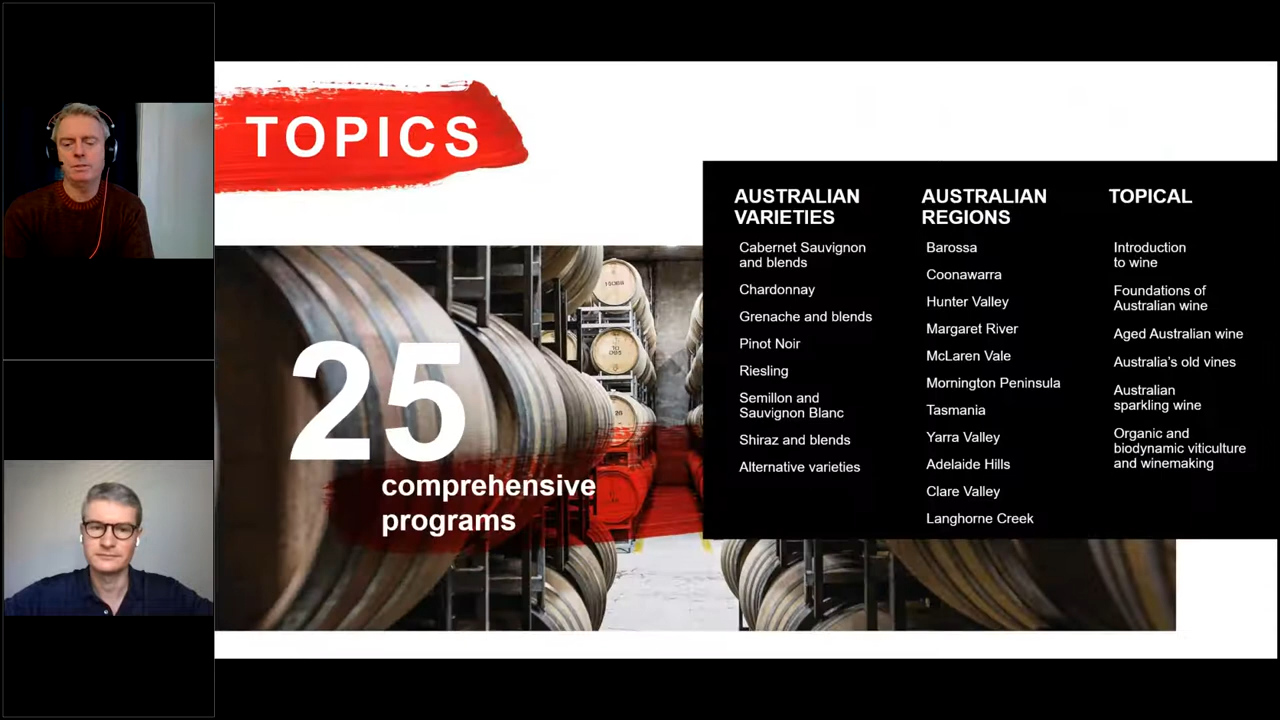 TOPICS
25
comprehensive
programs
AUSTRALIAN
VARIETIES
Cabernet Sauvignon
and blends
Chardonnay
Grenache and blends
Pinot Noir
Riesling
Semillon and
Sauvignon Blanc
Shiraz and blends
Alternative varieties
AUSTRALIAN
REGIONS
Barossa
Coonawarra
Hunter Valley
Margaret River
McLaren Vale
Mornington Peninsula
Tasmania
Yarra Valley
Adelaide Hills
Clare Valley
Langhorne Creek
TOPICAL
Introduction
to wine
Foundations of
Australian wine
Aged Australian wine
Australia's old vines
Australian
sparkling wine
Organic and
biodynamic viticulture
and winemaking